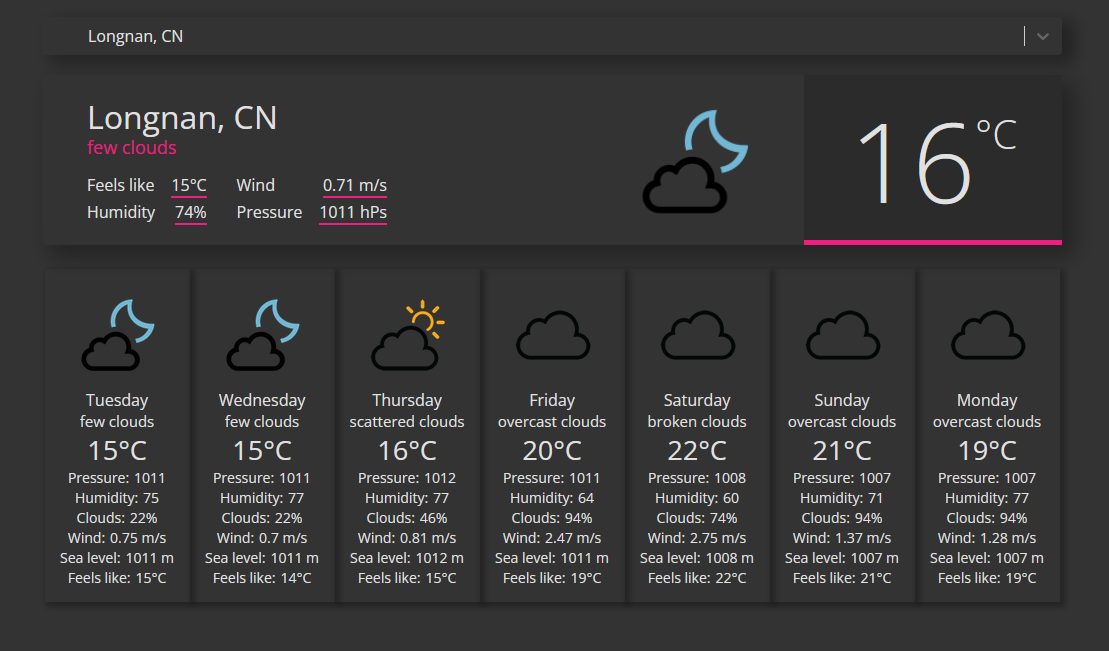 Longnan, CN
Longnan, CN
few clouds
16 °C
Feels like 15°C Wind 0.71 m/s
Humidity 74% Pressure 1011 hPs
Tuesday
few clouds
15°C
Pressure: 1011
Humidity: 75
Clouds: 22%
Wind: 0.75 m/s
Sea level: 1011 m
Feels like: 15°C
Wednesday
few clouds
15°C
Pressure: 1011
Humidity: 77
Clouds: 22%
Wind: 0.7 m/s
Sea level: 1011 m
Feels like: 14°C
Thursday
scattered clouds
16°C
Pressure: 1012
Humidity: 77
Clouds: 46%
Wind: 0.81 m/s
Sea level: 1012 m
Feels like: 15°C
Friday
overcast clouds
20°C
Pressure: 1011
Humidity: 64
Clouds: 94%
Wind: 2.47 m/s
Sea level: 1011 m
Feels like: 19°C
Saturday
broken clouds
22°C
Pressure: 1008
Humidity: 60
Clouds: 74%
Wind: 2.75 m/s
Sea level: 1008 m
Feels like: 22°C
Sunday
overcast clouds
21°C
Pressure: 1007
Humidity: 71
Clouds: 94%
Wind: 1.37 m/s
Sea level: 1007 m
Feels like: 21°C
Monday
overcast clouds
19°C
Pressure: 1007
Humidity: 77
Clouds: 94%
Wind: 1.28 m/s
Sea level: 1007 m
Feels like: 19°C